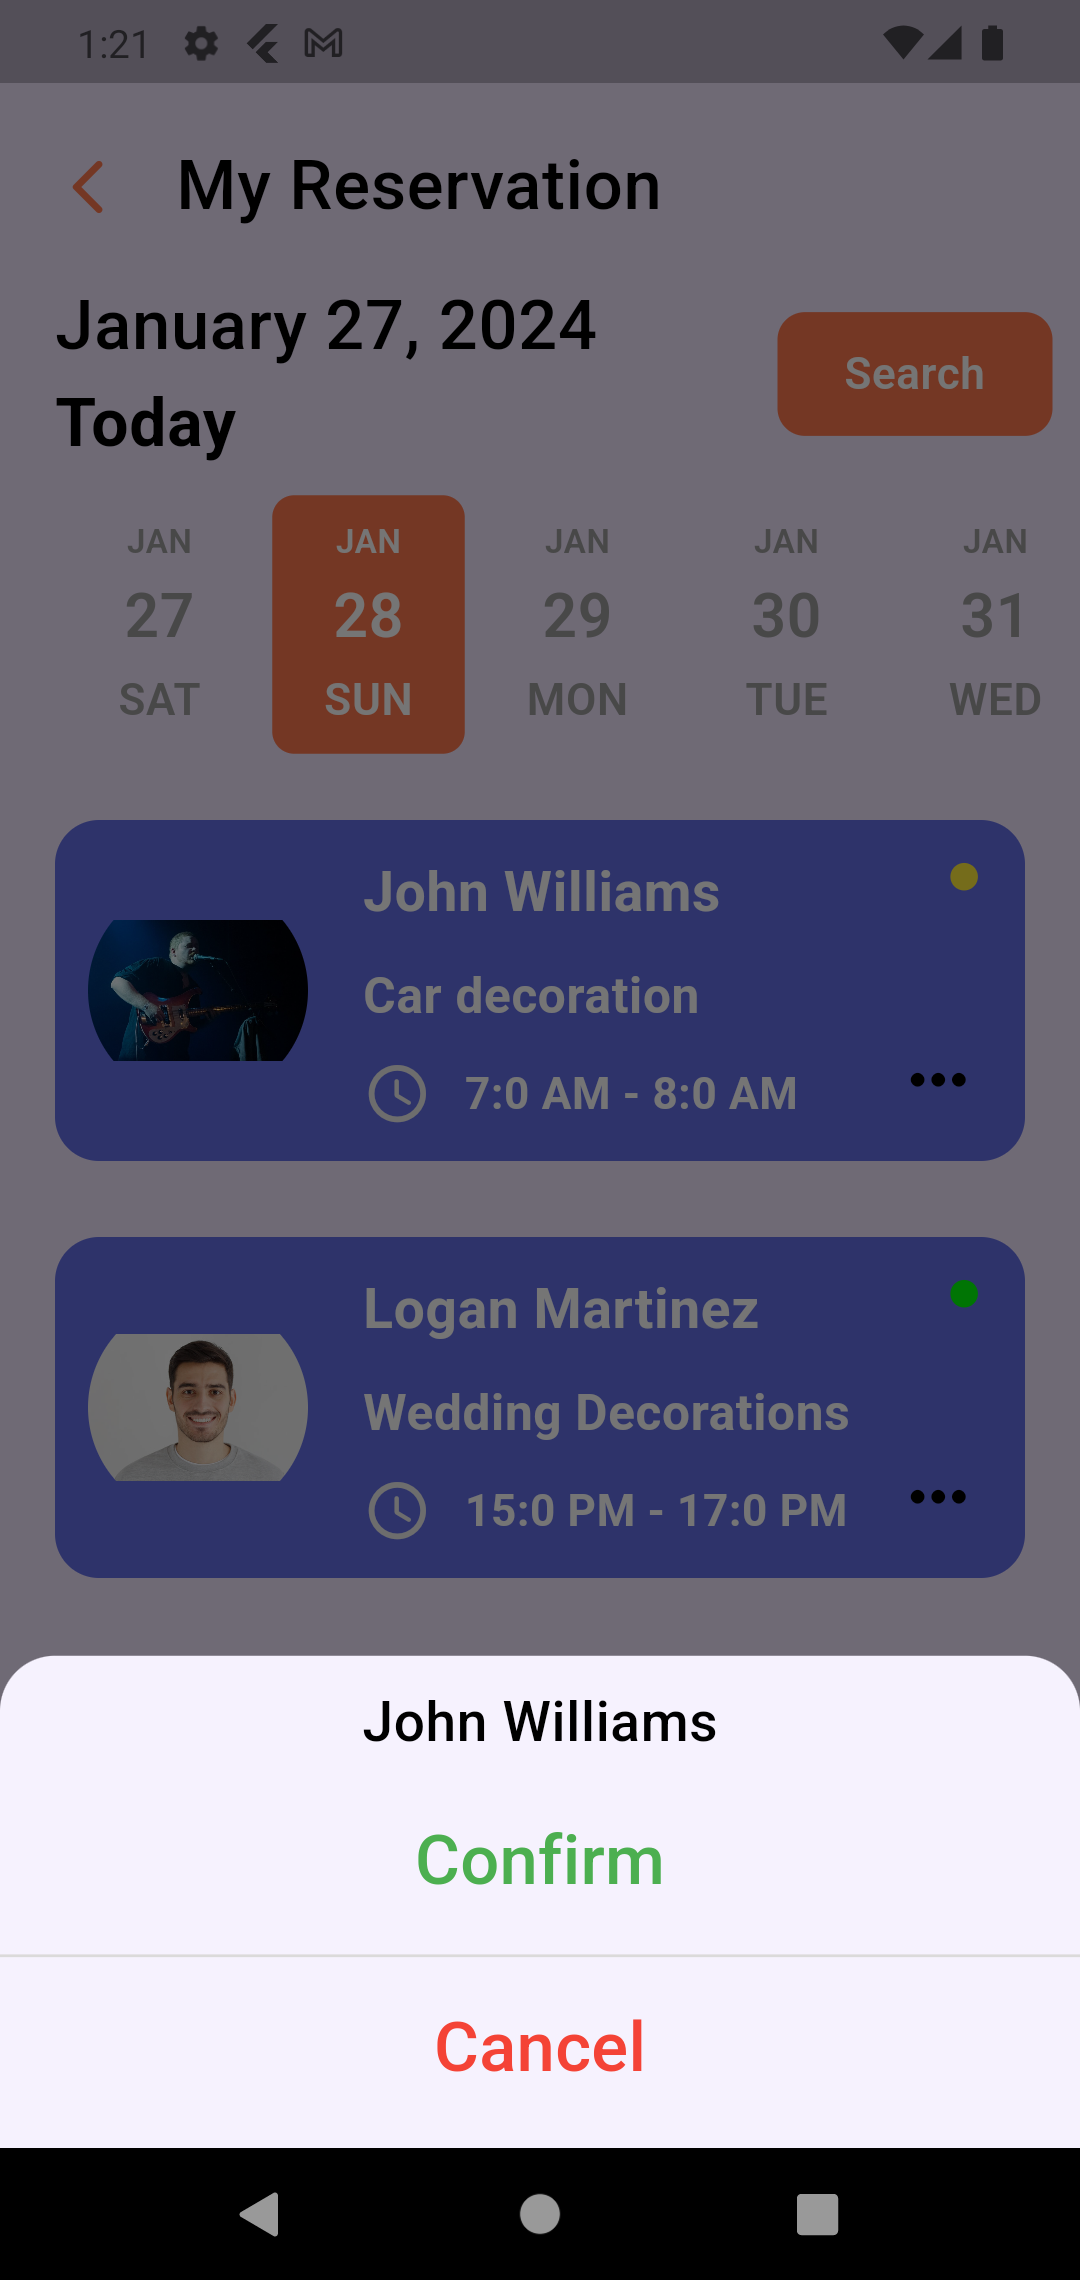 1:21
My Reservation
January 27, 2024
Today
Search
JAN JAN JAN JAN JAN
27 28 29 30 31
SAT SUN MON TUE WED
John Williams
Car decoration
7:0 AM - 8:0 AM
Logan Martinez
Wedding Decorations
15:0 PM - 17:0 PM
John Williams
Confirm
Cancel